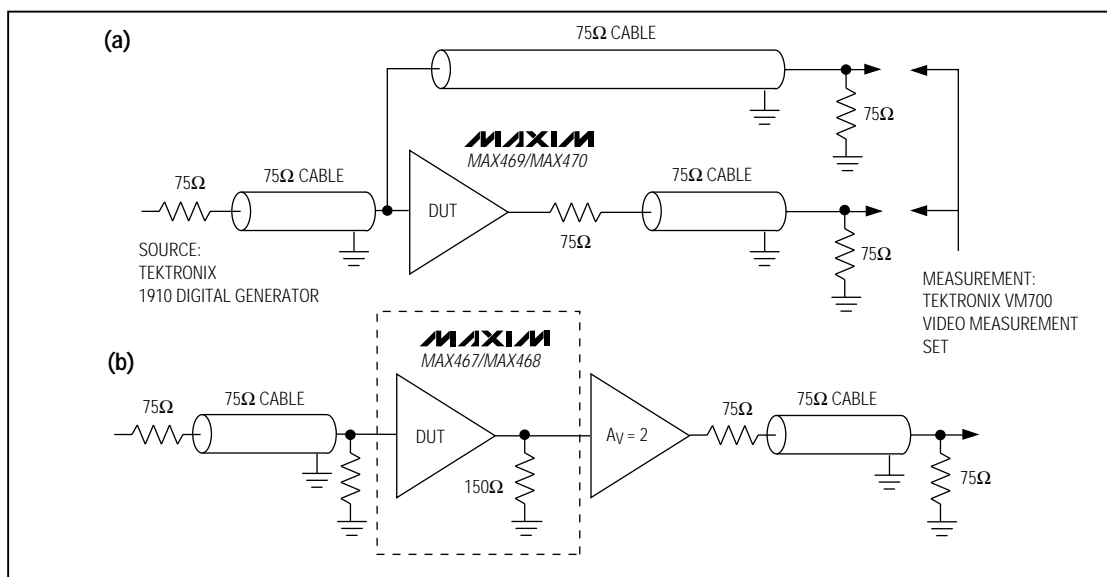 (a)
75Ω CABLE
75Ω
MAXIM
MAX469/MAX470
75Ω
75Ω CABLE
75Ω CABLE
DUT
75Ω
75Ω
SOURCE:
TEKTRONIX
1910 DIGITAL GENERATOR
MEASUREMENT:
TEKTRONIX VM700
VIDEO MEASUREMENT
SET
(b)
MAXIM
MAX467/MAX468
75Ω
75Ω CABLE
DUT
150Ω
AV = 2
75Ω
75Ω CABLE
75Ω